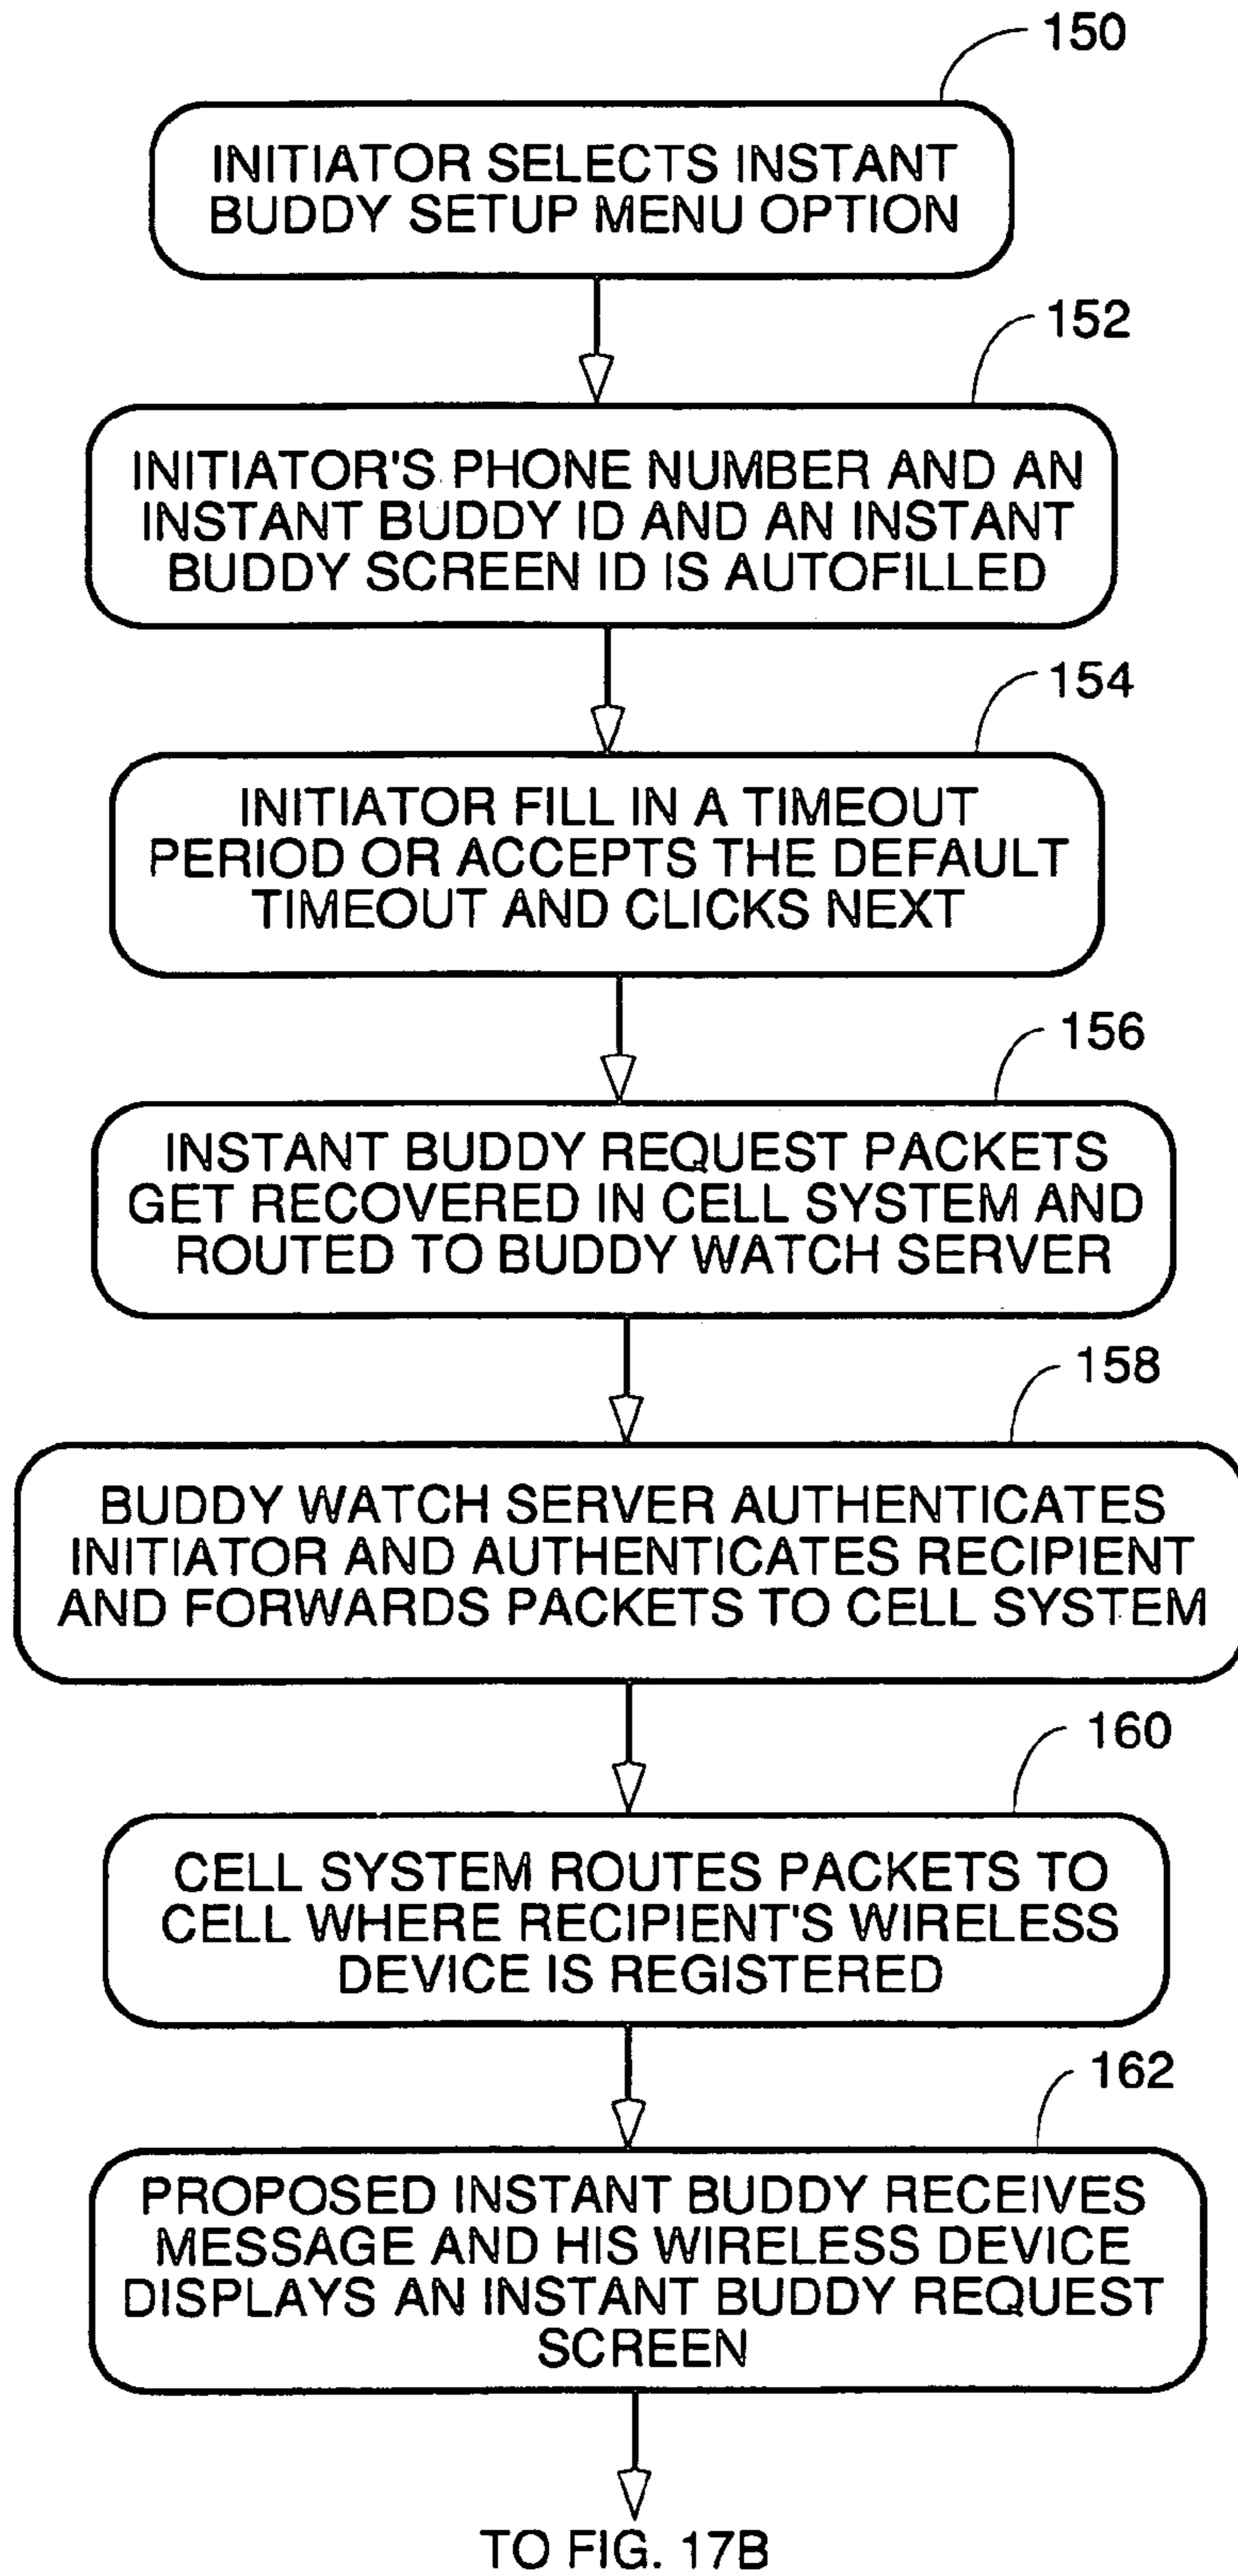 150
INITIATOR SELECTS INSTANT
BUDDY SETUP MENU OPTION
152
INITIATOR'S PHONE NUMBER AND AN
INSTANT BUDDY ID AND AN INSTANT
BUDDY SCREEN ID IS AUTOFILLED
154
INITIATOR FILL IN A TIMEOUT
PERIOD OR ACCEPTS THE DEFAULT
TIMEOUT AND CLICKS NEXT
156
INSTANT BUDDY REQUEST PACKETS
GET RECOVERED IN CELL SYSTEM AND
ROUTED TO BUDDY WATCH SERVER
158
BUDDY WATCH SERVER AUTHENTICATES
INITIATOR AND AUTHENTICATES RECIPIENT
AND FORWARDS PACKETS TO CELL SYSTEM
160
CELL SYSTEM ROUTES PACKETS TO
CELL WHERE RECIPIENT'S WIRELESS
DEVICE IS REGISTERED
162
PROPOSED INSTANT BUDDY RECEIVES
MESSAGE AND HIS WIRELESS DEVICE
DISPLAYS AN INSTANT BUDDY REQUEST
SCREEN
TO FIG. 17B